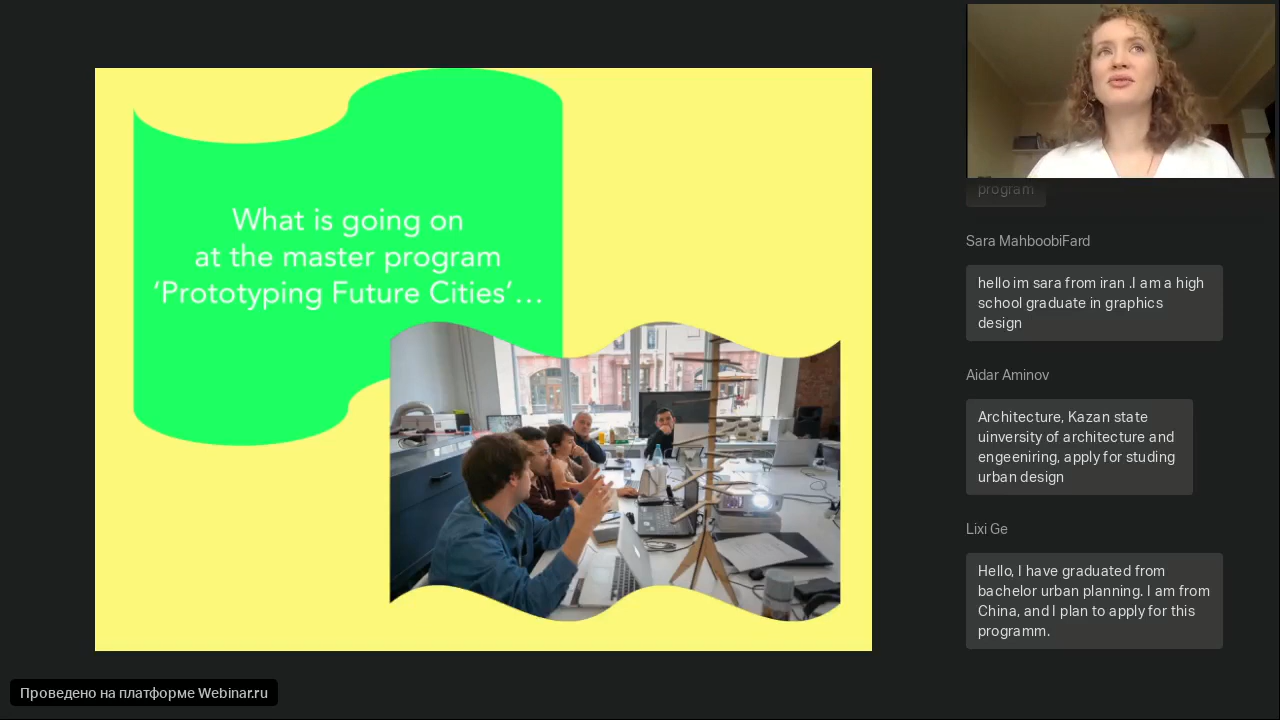 What is going on
at the master program
‘Prototyping Future Cities’...
program
Sara MahboobiFard
hello im sara from iran .I am a high
school graduate in graphics
design
Aidar Aminov
Architecture, Kazan state
uinversity of architecture and
engeeniring, apply for studing
urban design
Lixi Ge
Hello, I have graduated from
bachelor urban planning. I am from
China, and I plan to apply for this
programm.
Проведено на платформе Webinar.ru